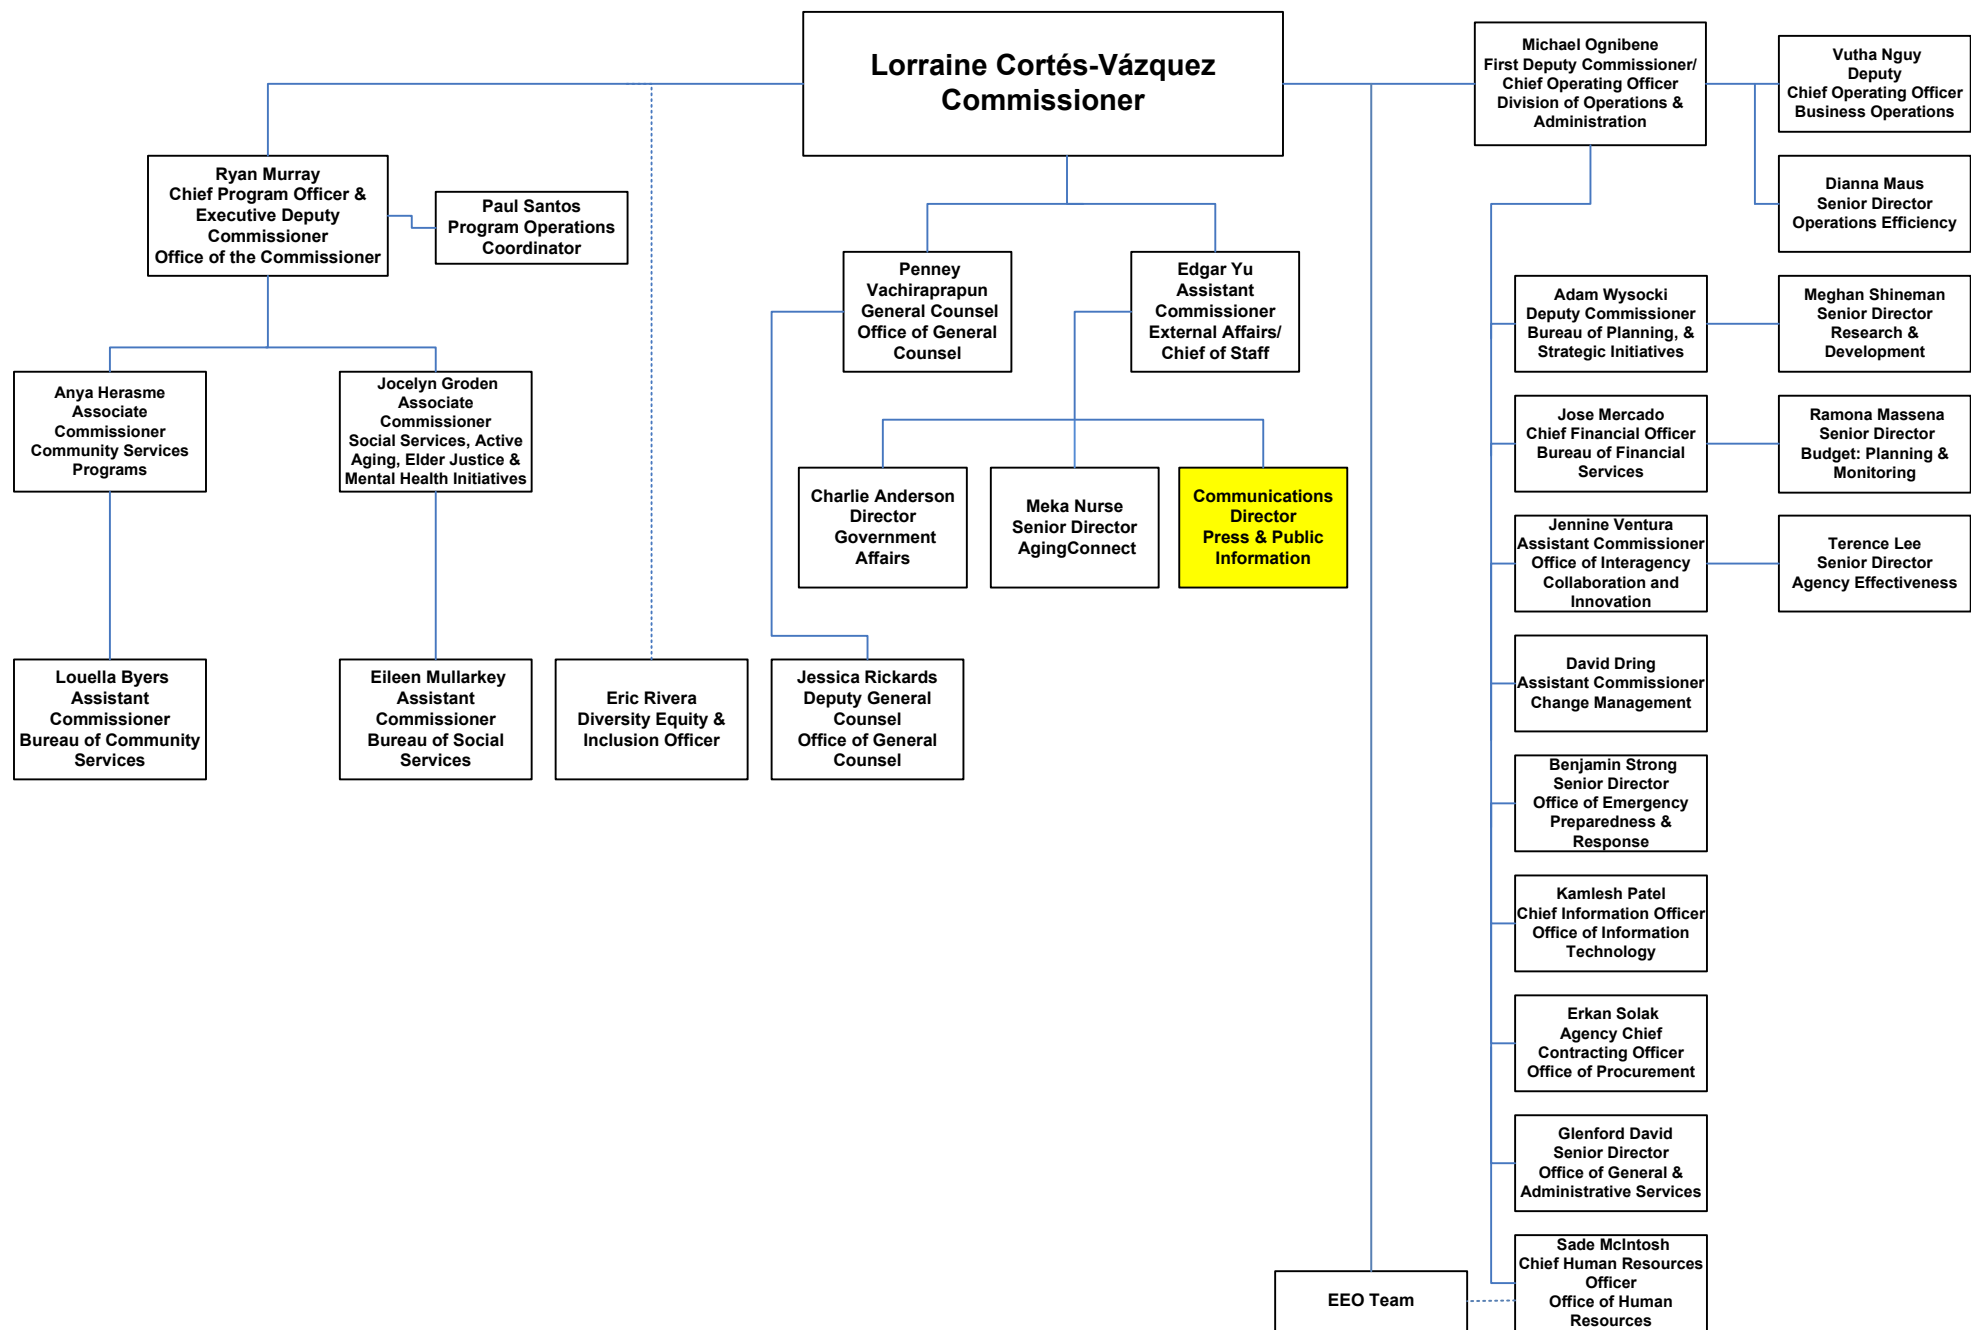 Lorraine Cortés-Vázquez
Commissioner
Michael Ognibene
First Deputy Commissioner/
Chief Operating Officer
Division of Operations &
Administration
Vutha Nguy
Deputy
Chief Operating Officer
Business Operations
Dianna Maus
Senior Director
Operations Efficiency
Ryan Murray
Chief Program Officer &
Executive Deputy
Commissioner
Office of the Commissioner
Paul Santos
Program Operations
Coordinator
Penney
Vachiraprapun
General Counsel
Office of General
Counsel
Edgar Yu
Assistant
Commissioner
External Affairs/
Chief of Staff
Adam Wysocki
Deputy Commissioner
Bureau of Planning, &
Strategic Initiatives
Meghan Shineman
Senior Director
Research &
Development
Anya Herasme
Associate
Commissioner
Community Services
Programs
Jocelyn Groden
Associate
Commissioner
Social Services, Active
Aging, Elder Justice &
Mental Health Initiatives
Jose Mercado
Chief Financial Officer
Bureau of Financial
Services
Ramona Massena
Senior Director
Budget: Planning &
Monitoring
Charlie Anderson
Director
Government
Affairs
Meka Nurse
Senior Director
AgingConnect
Communications
Director
Press & Public
Information
Jennine Ventura
Assistant Commissioner
Office of Interagency
Collaboration and
Innovation
Terence Lee
Senior Director
Agency Effectiveness
Louella Byers
Assistant
Commissioner
Bureau of Community
Services
Eileen Mullarkey
Assistant
Commissioner
Bureau of Social
Services
Eric Rivera
Diversity Equity &
Inclusion Officer
Jessica Rickards
Deputy General
Counsel
Office of General
Counsel
David Dring
Assistant Commissioner
Change Management
Benjamin Strong
Senior Director
Office of Emergency
Preparedness &
Response
Kamlesh Patel
Chief Information Officer
Office of Information
Technology
Erkan Solak
Agency Chief
Contracting Officer
Office of Procurement
Glenford David
Senior Director
Office of General &
Administrative Services
EEO Team
Sade McIntosh
Chief Human Resources
Officer
Office of Human
Resources